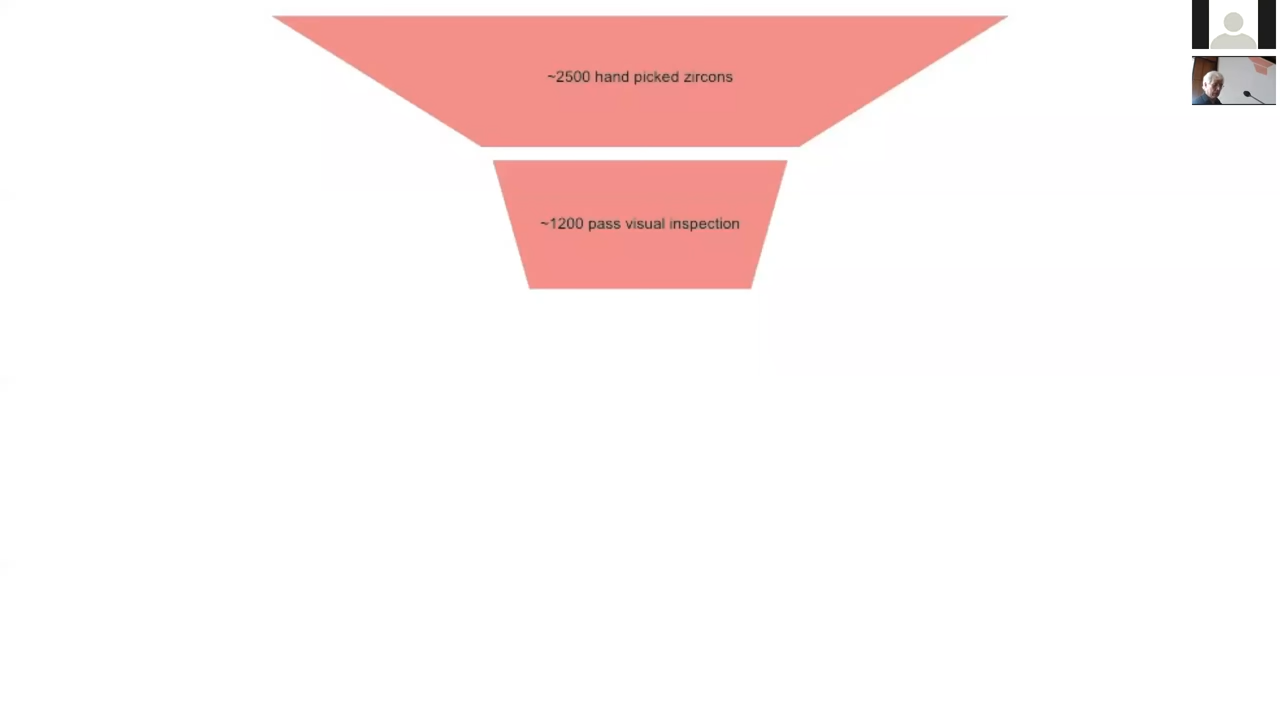 ~2500 hand picked zircons
~1200 pass visual inspection